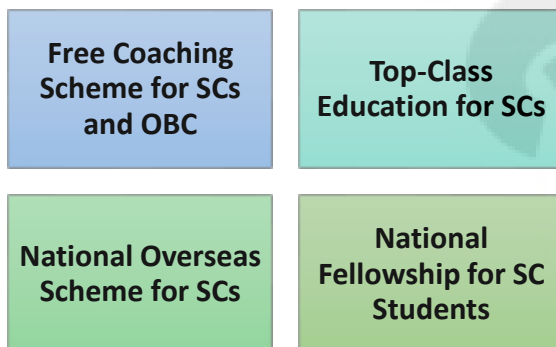 Free Coaching
Scheme for SCs
and OBC
Top-Class
Education for SCs
National Overseas
Scheme for SCs
National
Fellowship for SC
Students